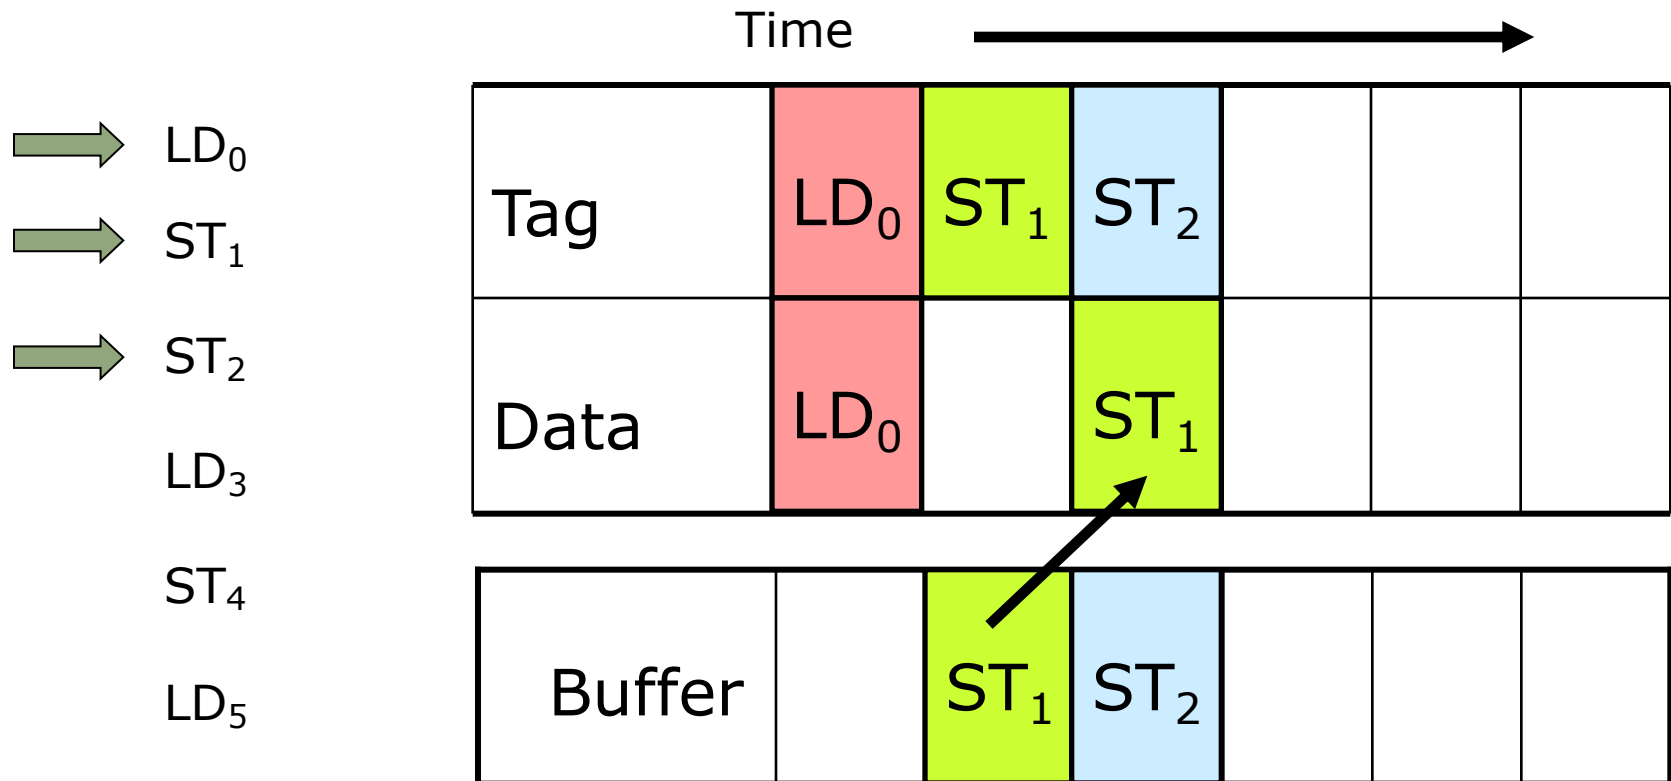 Time
LD₀
ST₁
ST₂
LD₃
ST₄
LD₅
Tag LD₀ ST₁ ST₂
Data LD₀ ST₁
Buffer ST₁ ST₂